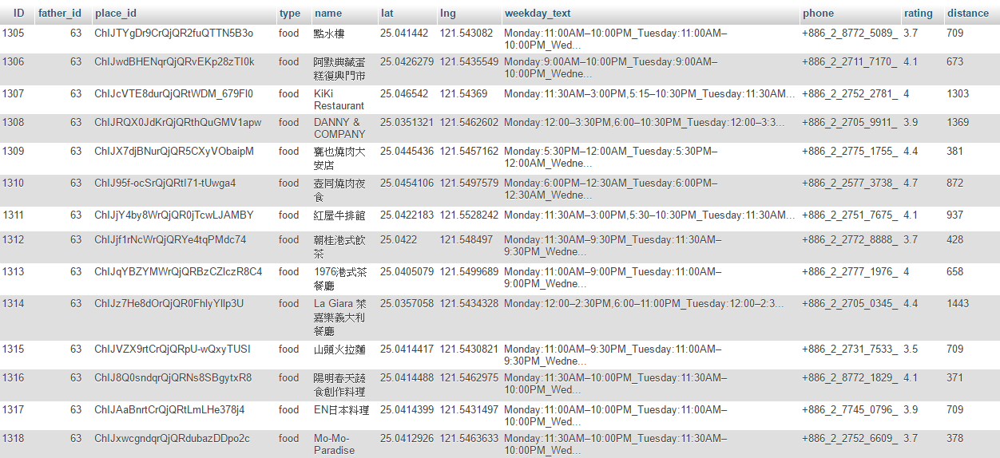 ID father_id place_id type name lat lng weekday_text phone rating distance
1305 63 ChIJTYgDr9CrQjQR2fuQTTN5B3o food 點水樓 25.041442 121.543082 Monday:11:00AM–10:00PM_Tuesday:11:00AM– +886_2_8772_5089_ 3.7 709
10:00PM_Wed...
1306 63 ChIJwdBHENqrQjQRvEKp28zTI0k food 阿默典藏蛋 25.0426279 121.5435549 Monday:9:00AM–10:00PM_Tuesday:9:00AM– +886_2_2711_7170_ 4.1 673
糕復興門市 10:00PM_Wedne...
1307 63 ChIJcVTE8durQjQRtWDM_679FI0 food KiKi 25.046542 121.54369 Monday:11:30AM–3:00PM,5:15–10:30PM_Tuesday:11:30AM... +886_2_2752_2781_ 4 1303
Restaurant
1308 63 ChIJRQX0JdKrQjQRthQuGMV1apw food DANNY & 25.0351321 121.5462602 Monday:12:00–3:30PM,6:00–10:30PM_Tuesday:12:00–3:3... +886_2_2705_9911_ 3.9 1369
COMPANY
1309 63 ChIJX7djBNurQjQR5CXyVObaipM food 甕也燒肉大 25.0445436 121.5457162 Monday:5:30PM–12:00AM_Tuesday:5:30PM– +886_2_2775_1755_ 4.4 381
安店 12:00AM_Wedne...
1310 63 ChIJ95f-ocSrQjQRtI71-tUwga4 food 壺同燒肉夜 25.0454106 121.5497579 Monday:6:00PM–12:30AM_Tuesday:6:00PM– +886_2_2577_3738_ 4.7 872
食 12:30AM_Wedne...
1311 63 ChIJjY4by8WrQjQR0jTcwLJAMBY food 紅屋牛排館 25.0422183 121.5528242 Monday:11:30AM–3:00PM,5:30–10:30PM_Tuesday:11:30AM... +886_2_2751_7675_ 4.1 937
1312 63 ChIJjf1rNcWrQjQRYe4tqPMdc74 food 朝桂港式飲 25.0422 121.548497 Monday:11:30AM–9:30PM_Tuesday:11:30AM– +886_2_2772_8888_ 3.7 428
茶 9:30PM_Wedne...
1313 63 ChIJqYBZYMWrQjQRBzCZIczR8C4 food 1976港式茶 25.0405079 121.5499689 Monday:11:00AM–9:00PM_Tuesday:11:00AM– +886_2_2777_1976_ 4 658
餐廳 9:00PM_Wedne...
1314 63 ChIJz7He8dOrQjQR0FhlyYIlp3U food La Giara 萊 25.0357058 121.5434328 Monday:12:00–2:30PM,6:00–11:00PM_Tuesday:12:00–2:3... +886_2_2705_0345_ 4.4 1443
嘉樂義大利
餐廳
1315 63 ChIJVZX9rtCrQjQRpU-wQxyTUSI food 山頭火拉麵 25.0414417 121.5430821 Monday:11:00AM–9:30PM_Tuesday:11:00AM– +886_2_2731_7533_ 3.5 709
9:30PM_Wedne...
1316 63 ChIJ8Q0sndqrQjQRNs8SBgytxR8 food 陽明春天蔬 25.0414488 121.5462975 Monday:11:30AM–10:00PM_Tuesday:11:30AM– +886_2_8772_1829_ 4.1 371
食創作料理 10:00PM_Wed...
1317 63 ChIJAaBnrtCrQjQRtLmLHe378j4 food EN日本料理 25.0414399 121.5431497 Monday:11:00AM–10:00PM_Tuesday:11:00AM– +886_2_7745_0796_ 3.9 709
10:00PM_Wed...
1318 63 ChIJxwcgndqrQjQRdubazDDpo2c food Mo-Mo- 25.0412926 121.5463633 Monday:11:30AM–10:00PM_Tuesday:11:30AM– +886_2_2752_6609_ 3.7 378
Paradise 10:00PM_Wed...